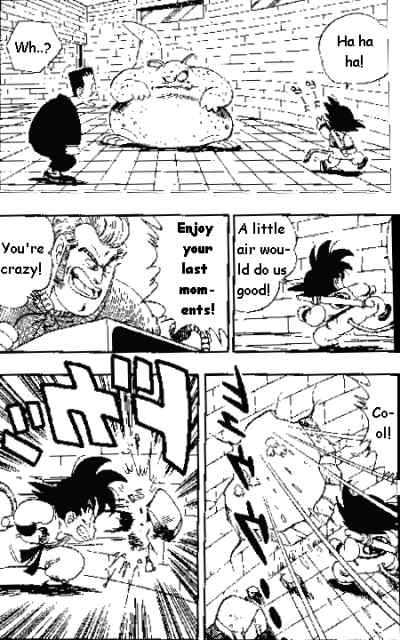 Wh..?
Ha ha
ha!
You're
crazy!
Enjoy
your
last
mom-
ents!
A little
air wou-
ld do us
good!
Co-
ol!